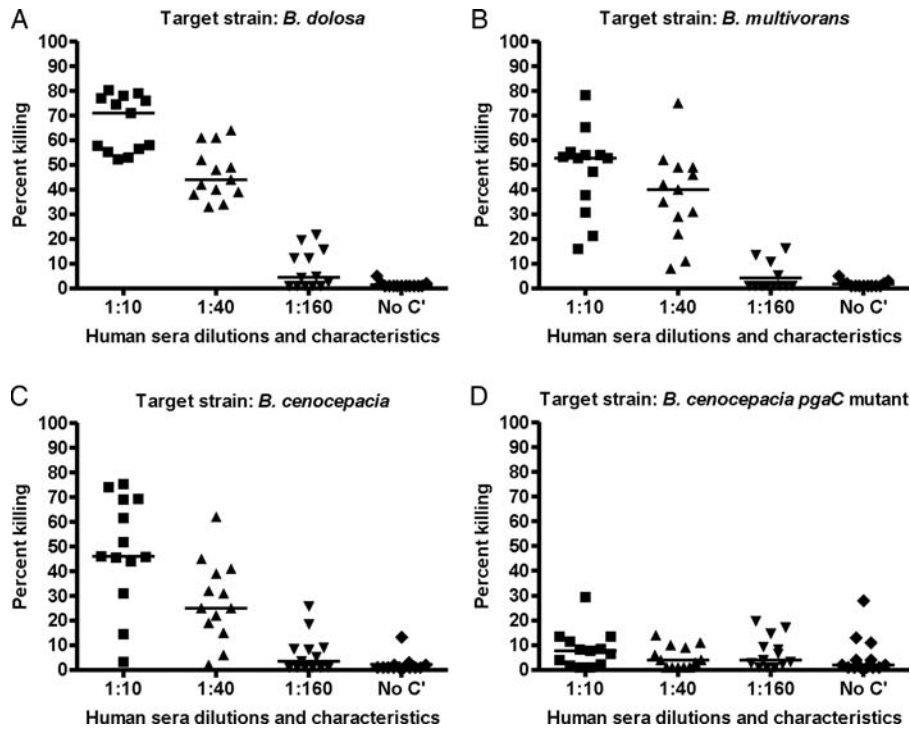 A
Target strain: B. dolosa
Percent killing
100
90
80
70
60
50
40
30
20
10
0
1:10 1:40 1:160 No C'
Human sera dilutions and characteristics
B
Target strain: B. multivorans
Percent killing
100
90
80
70
60
50
40
30
20
10
0
1:10 1:40 1:160 No C'
Human sera dilutions and characteristics
C
Target strain: B. cenocepacia
Percent killing
100
90
80
70
60
50
40
30
20
10
0
1:10 1:40 1:160 No C'
Human sera dilutions and characteristics
D
Target strain: B. cenocepacia pgaC mutant
Percent killing
100
90
80
70
60
50
40
30
20
10
0
1:10 1:40 1:160 No C'
Human sera dilutions and characteristics